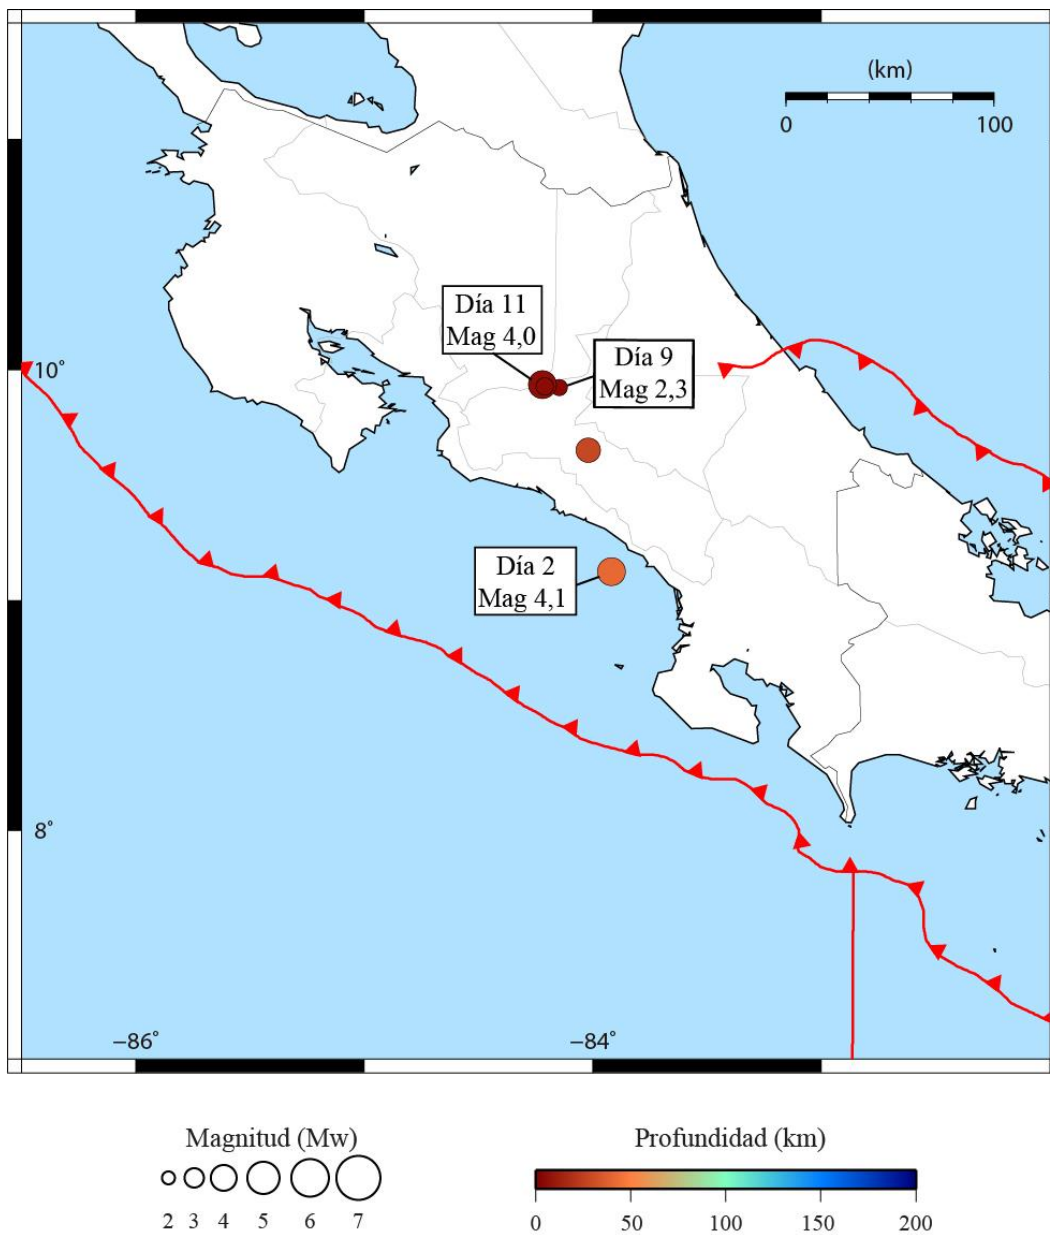 (km)
0 100
Día 11
Mag 4,0
Día 9
Mag 2,3
10°
Día 2
Mag 4,1
8°
−86° −84°
Magnitud (Mw)
2 3 4 5 6 7
Profundidad (km)
0 50 100 150 200